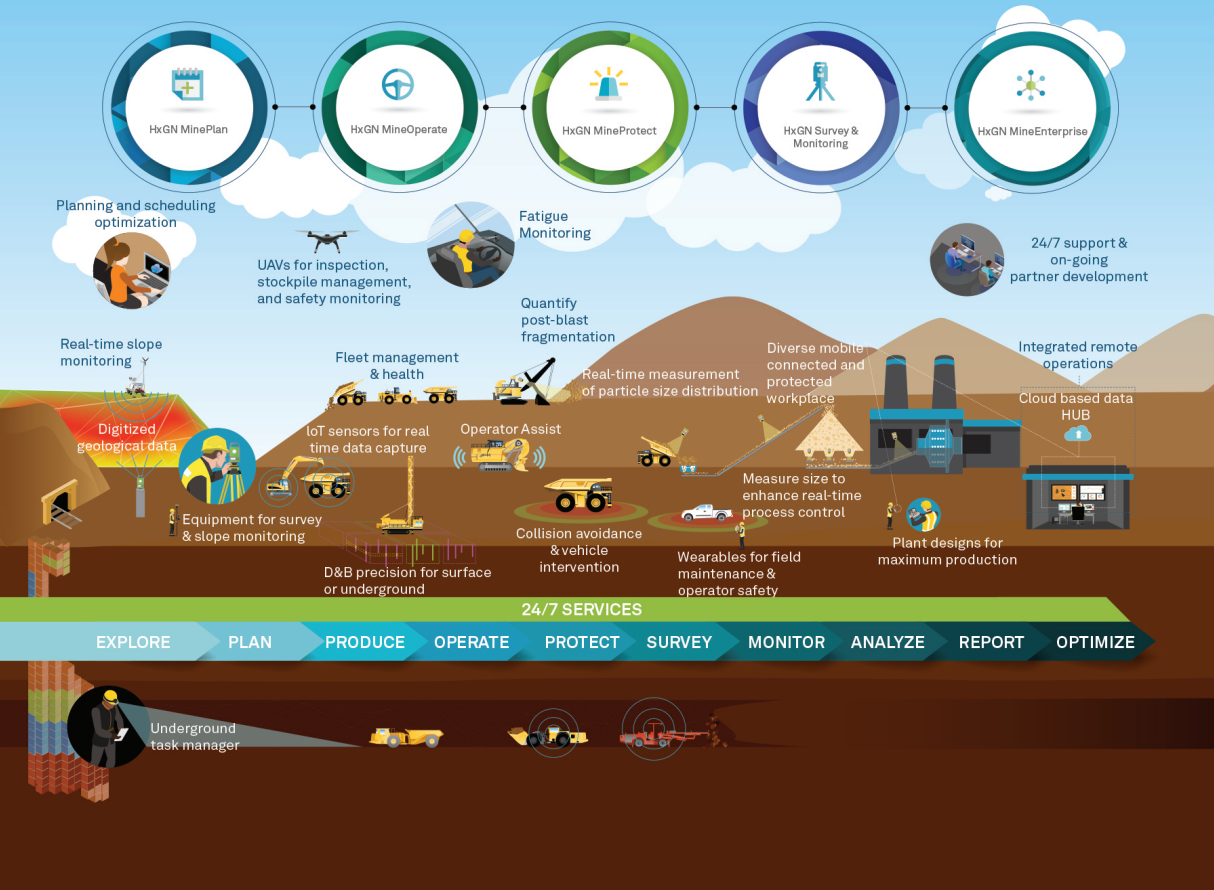 HxGN MinePlan
HxGN MineOperate
HxGN MineProtect
HxGN Survey &
Monitoring
HxGN MineEnterprise
Planning and scheduling
optimization
UAVs for inspection,
stockpile management,
and safety monitoring
Fatigue
Monitoring
24/7 support &
on-going
partner development
Real-time slope
monitoring
Fleet management
& health
Quantify
post-blast
fragmentation
Real-time measurement
of particle size distribution
Diverse mobile
connected and
protected
workplace
Integrated remote
operations
Cloud based data
HUB
Digitized
geological data
IoT sensors for real
time data capture
Operator Assist
Equipment for survey
& slope monitoring
D&B precision for surface
or underground
Collision avoidance
& vehicle
intervention
Measure size to
enhance real-time
process control
Wearables for field
maintenance &
operator safety
Plant designs for
maximum production
24/7 SERVICES
EXPLORE
PLAN
PRODUCE
OPERATE
PROTECT
SURVEY
MONITOR
ANALYZE
REPORT
OPTIMIZE
Underground
task manager